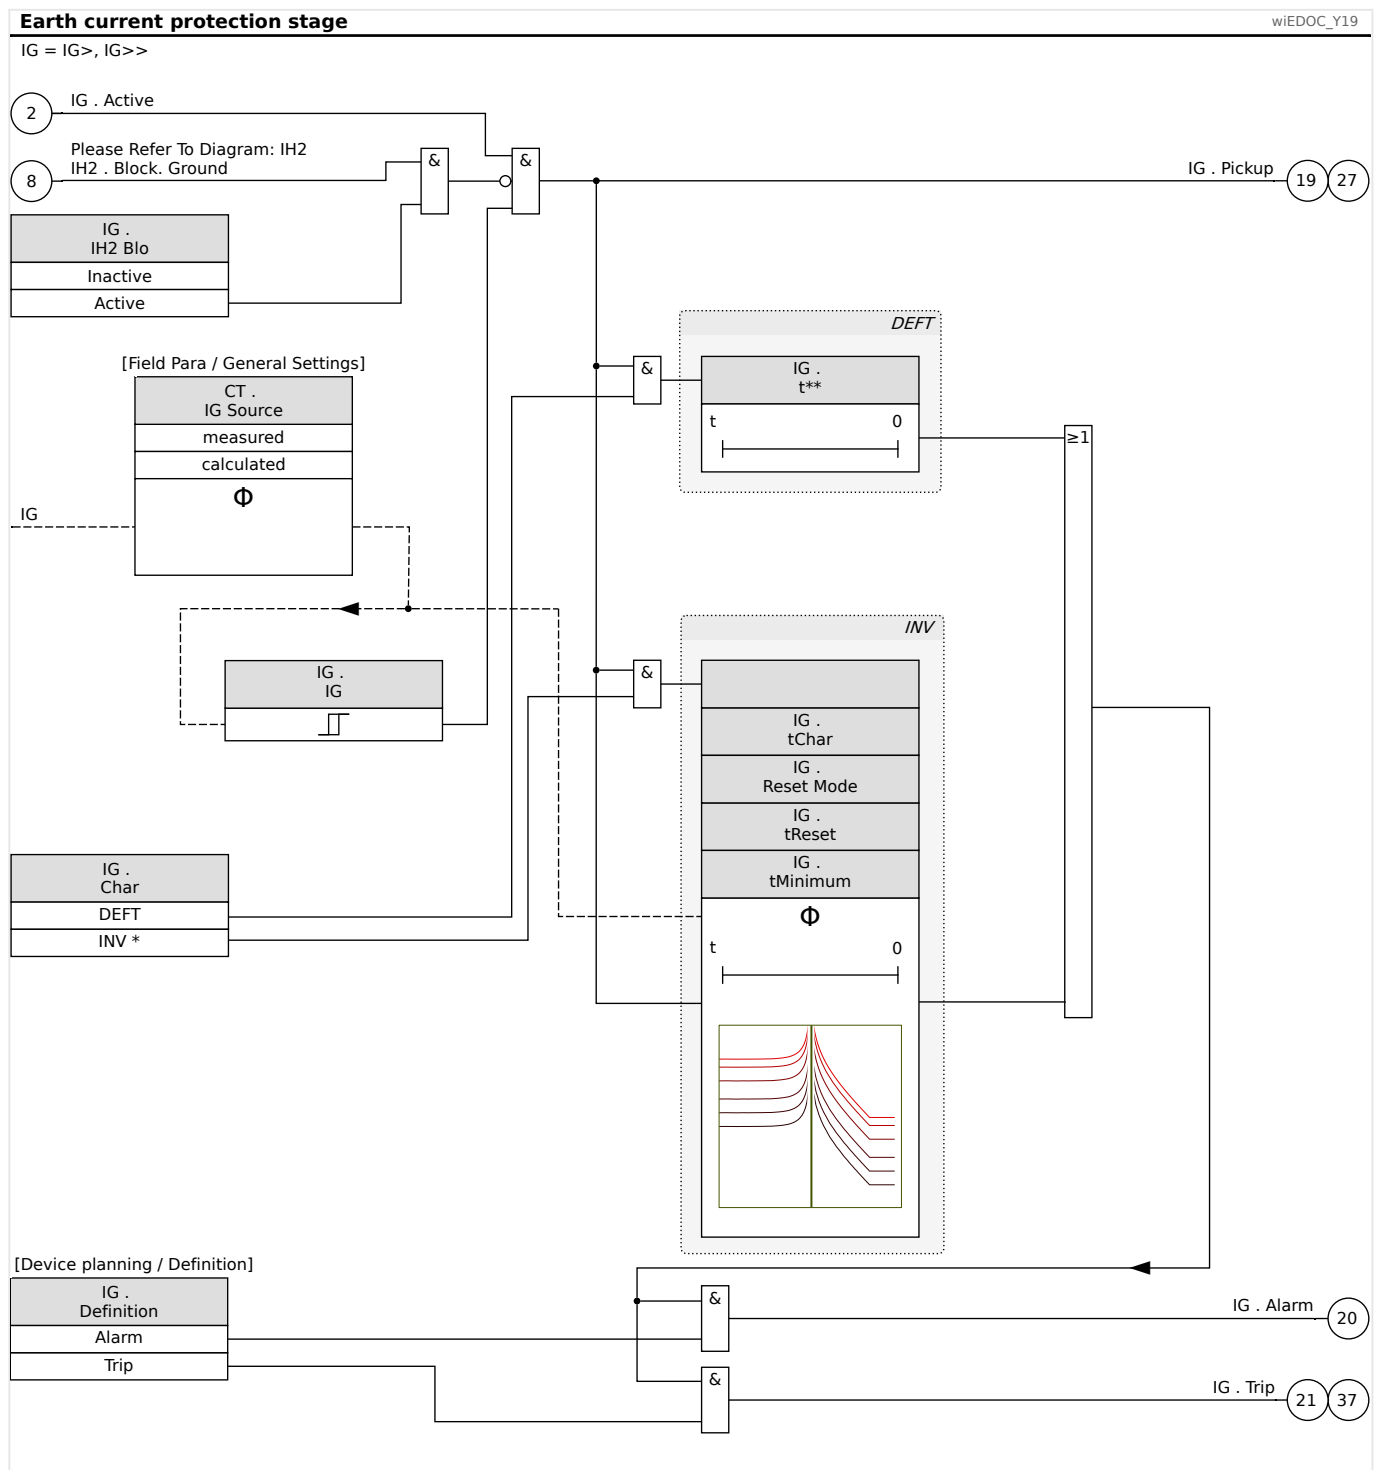 Earth current protection stage
wiEDOC_Y19
IG = IG>, IG>>
2
IG . Active
8
Please Refer To Diagram: IH2
IH2 . Block. Ground
&
&
IG . Pickup
19
27
IG .
IH2 Blo
Inactive
Active
DEFT
[Field Para / General Settings]
CT .
IG Source
measured
calculated
Φ
IG
&
IG .
t**
t
0
≥1
INV
IG .
IG
&
IG .
tChar
IG .
Reset Mode
IG .
tReset
IG .
tMinimum
Φ
t
0
IG .
Char
DEFT
INV *
[Device planning / Definition]
IG .
Definition
Alarm
Trip
&
IG . Alarm
20
&
IG . Trip
21
37